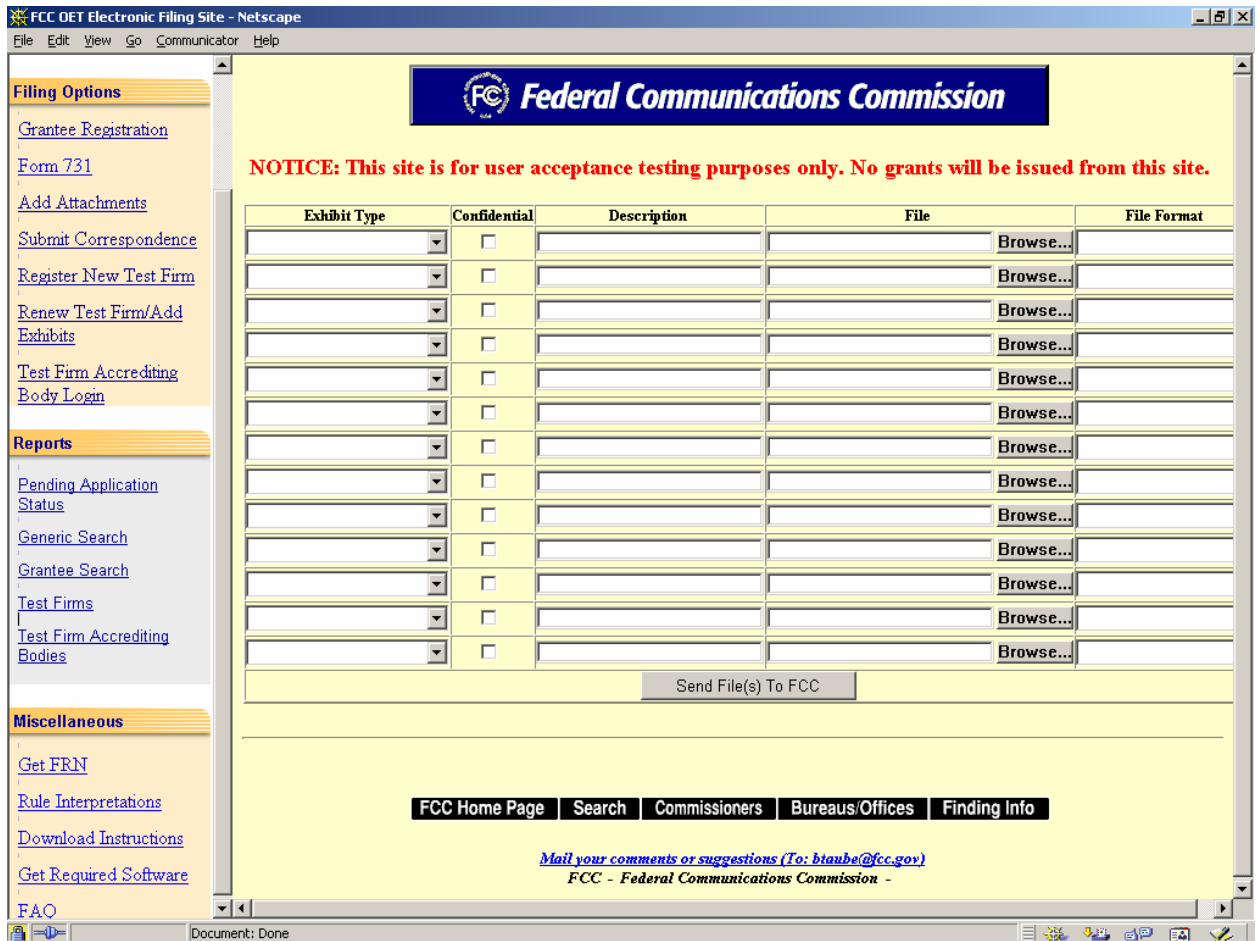 FCC OET Electronic Filing Site - Netscape
File Edit View Go Communicator Help
Filing Options
Grantee Registration
Form 731
Add Attachments
Submit Correspondence
Register New Test Firm
Renew Test Firm/Add
Exhibits
Test Firm Accrediting
Body Login
Reports
Pending Application
Status
Generic Search
Grantee Search
Test Firms
Test Firm Accrediting
Bodies
Miscellaneous
Get FRN
Rule Interpretations
Download Instructions
Get Required Software
FAQ
FC Federal Communications Commission
NOTICE: This site is for user acceptance testing purposes only. No grants will be issued from this site.
Exhibit Type Confidential Description File File Format
Browse...
Browse...
Browse...
Browse...
Browse...
Browse...
Browse...
Browse...
Browse...
Browse...
Browse...
Browse...
Browse...
Send File(s) To FCC
FCC Home Page Search Commissioners Bureaus/Offices Finding Info
Mail your comments or suggestions (To: btaube@fcc.gov)
FCC - Federal Communications Commission -
Document: Done